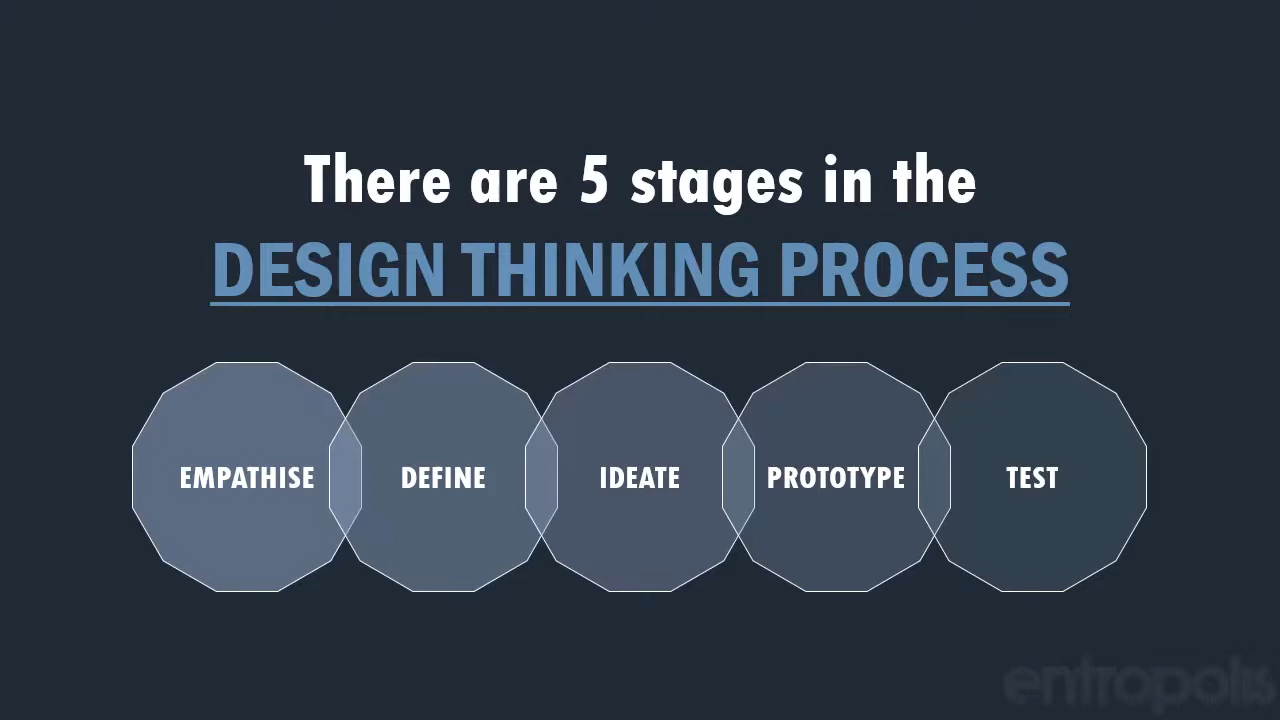 There are 5 stages in the
DESIGN THINKING PROCESS
EMPATHISE DEFINE IDEATE PROTOTYPE TEST
entropolis